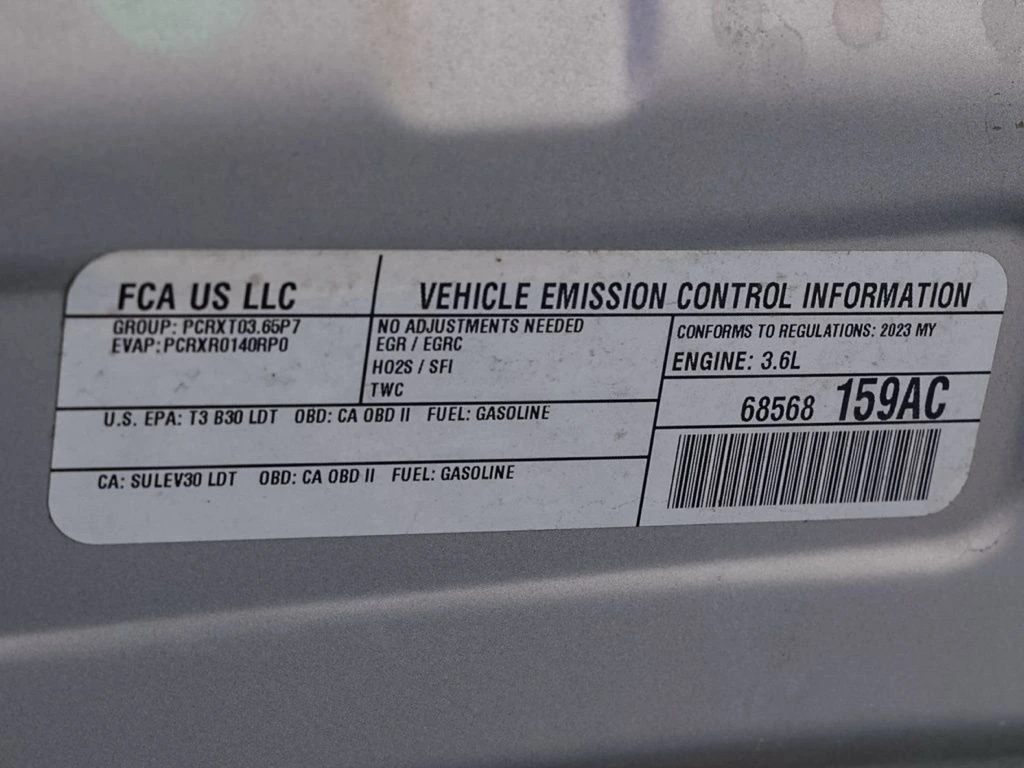 FCA US LLC
VEHICLE EMISSION CONTROL INFORMATION
GROUP: PCRXT03.65P7
EVAP:PCRXR0140RP0
NO ADJUSTMENTS NEEDED
EGR / EGRC
HO2S / SFI
TWC
CONFORMS TO REGULATIONS: 2023 MY
ENGINE: 3.6L
68568 159AC
U.S. EPA: T3 B30 LDT OBD: CA OBD II FUEL: GASOLINE
CA: SULEV30 LDT OBD: CA OBD II FUEL: GASOLINE